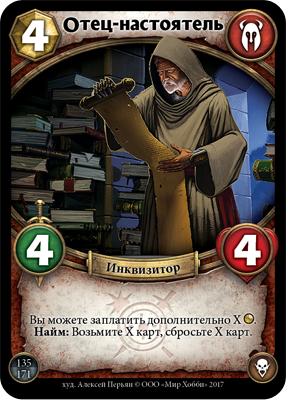 4
Отец-настоятель
4
4
Инквизитор
Вы можете заплатить дополнительно X
Найм: Возьмите X карт, сбросьте X карт.
135
171
худ. Алексей Перьян © ООО «Мир Хобби» 2017